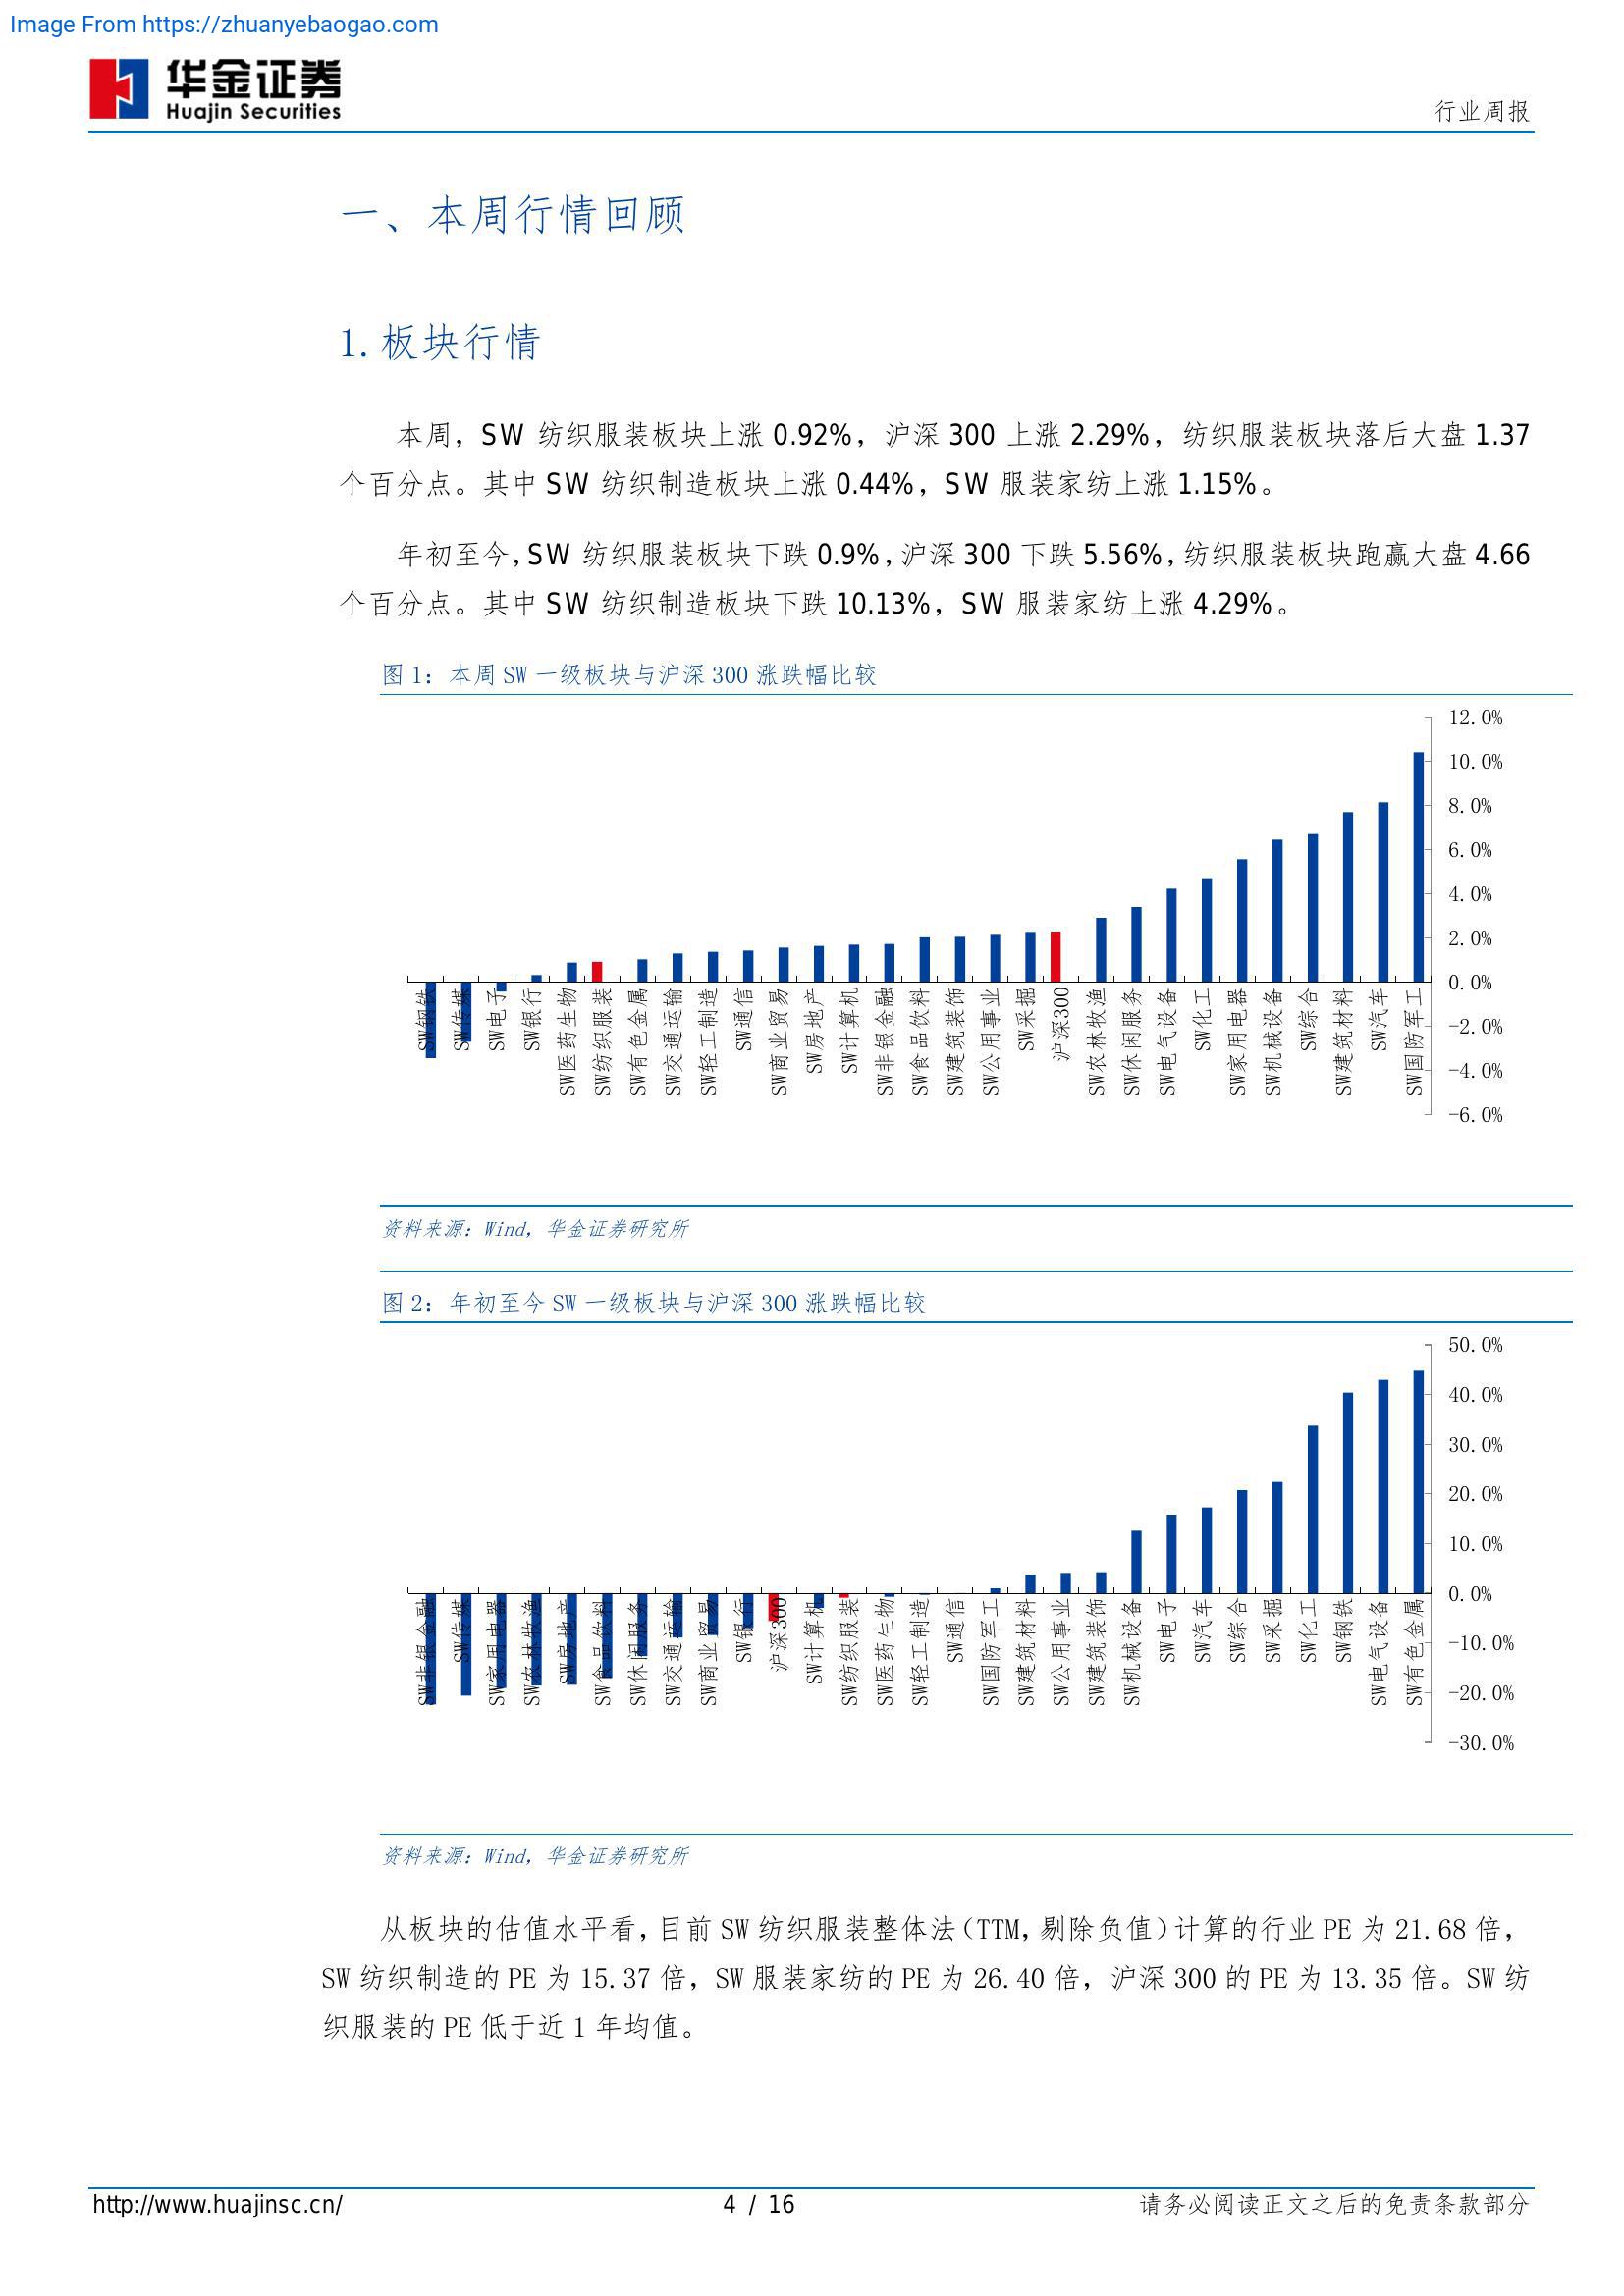 Image From https://zhuanyebaogao.com
华金证券
Huajin Securities
行业周报
一、本周行情回顾
1.板块行情
本周，SW 纺织服装板块上涨 0.92%，沪深 300 上涨 2.29%，纺织服装板块落后大盘 1.37
个百分点。其中 SW 纺织制造板块上涨 0.44%，SW 服装家纺上涨 1.15%。
年初至今，SW 纺织服装板块下跌 0.9%，沪深 300 下跌 5.56%，纺织服装板块跑赢大盘 4.66
个百分点。其中 SW 纺织制造板块下跌 10.13%，SW 服装家纺上涨 4.29%。
图 1：本周 SW 一级板块与沪深 300 涨跌幅比较
12.0%
10.0%
8.0%
6.0%
4.0%
2.0%
0.0%
-2.0%
-4.0%
-6.0%
SW钢铁
SW传媒
SW电子
SW银行
SW医药生物
SW纺织服装
SW有色金属
SW交通运输
SW轻工制造
SW通信
SW商业贸易
SW房地产
SW计算机
SW非银金融
SW食品饮料
SW建筑装饰
SW公用事业
SW采掘
沪深300
SW农林牧渔
SW休闲服务
SW电气设备
SW化工
SW家用电器
SW机械设备
SW综合
SW建筑材料
SW汽车
SW国防军工
资料来源：Wind，华金证券研究所
图 2：年初至今 SW 一级板块与沪深 300 涨跌幅比较
50.0%
40.0%
30.0%
20.0%
10.0%
0.0%
-10.0%
-20.0%
-30.0%
SW非银金融
SW传媒
SW家用电器
SW农林牧渔
SW房地产
SW食品饮料
SW休闲服务
SW交通运输
SW商业贸易
SW银行
沪深300
SW计算机
SW纺织服装
SW医药生物
SW轻工制造
SW通信
SW国防军工
SW建筑材料
SW公用事业
SW建筑装饰
SW机械设备
SW电子
SW汽车
SW综合
SW采掘
SW化工
SW钢铁
SW电气设备
SW有色金属
资料来源：Wind，华金证券研究所
从板块的估值水平看，目前 SW 纺织服装整体法（TTM，剔除负值）计算的行业 PE 为 21.68 倍，
SW 纺织制造的 PE 为 15.37 倍，SW 服装家纺的 PE 为 26.40 倍，沪深 300 的 PE 为 13.35 倍。SW 纺
织服装的 PE 低于近 1 年均值。
http://www.huajinsc.cn/
4 / 16
请务必阅读正文之后的免责条款部分